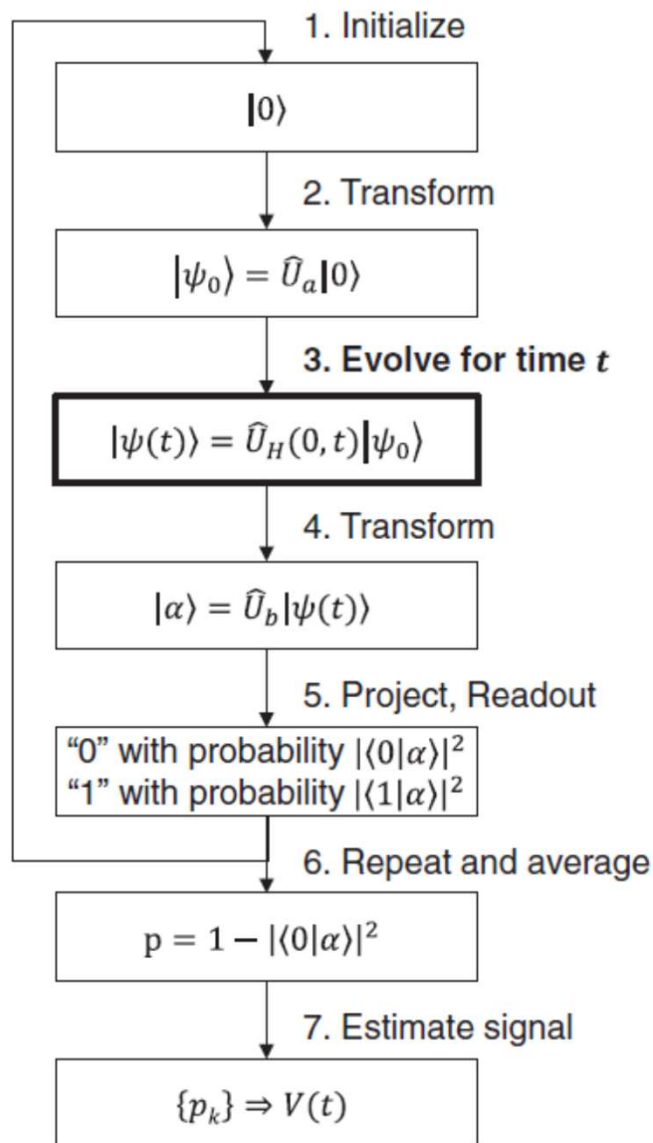 1. Initialize
|0⟩
2. Transform
|ψ₀⟩ = Û_a|0⟩
3. Evolve for time t
|ψ(t)⟩ = Û_H(0, t)|ψ₀⟩
4. Transform
|α⟩ = Û_b|ψ(t)⟩
5. Project, Readout
“0” with probability |⟨0|α⟩|²
“1” with probability |⟨1|α⟩|²
6. Repeat and average
p = 1 − |⟨0|α⟩|²
7. Estimate signal
{p_k} ⇒ V(t)